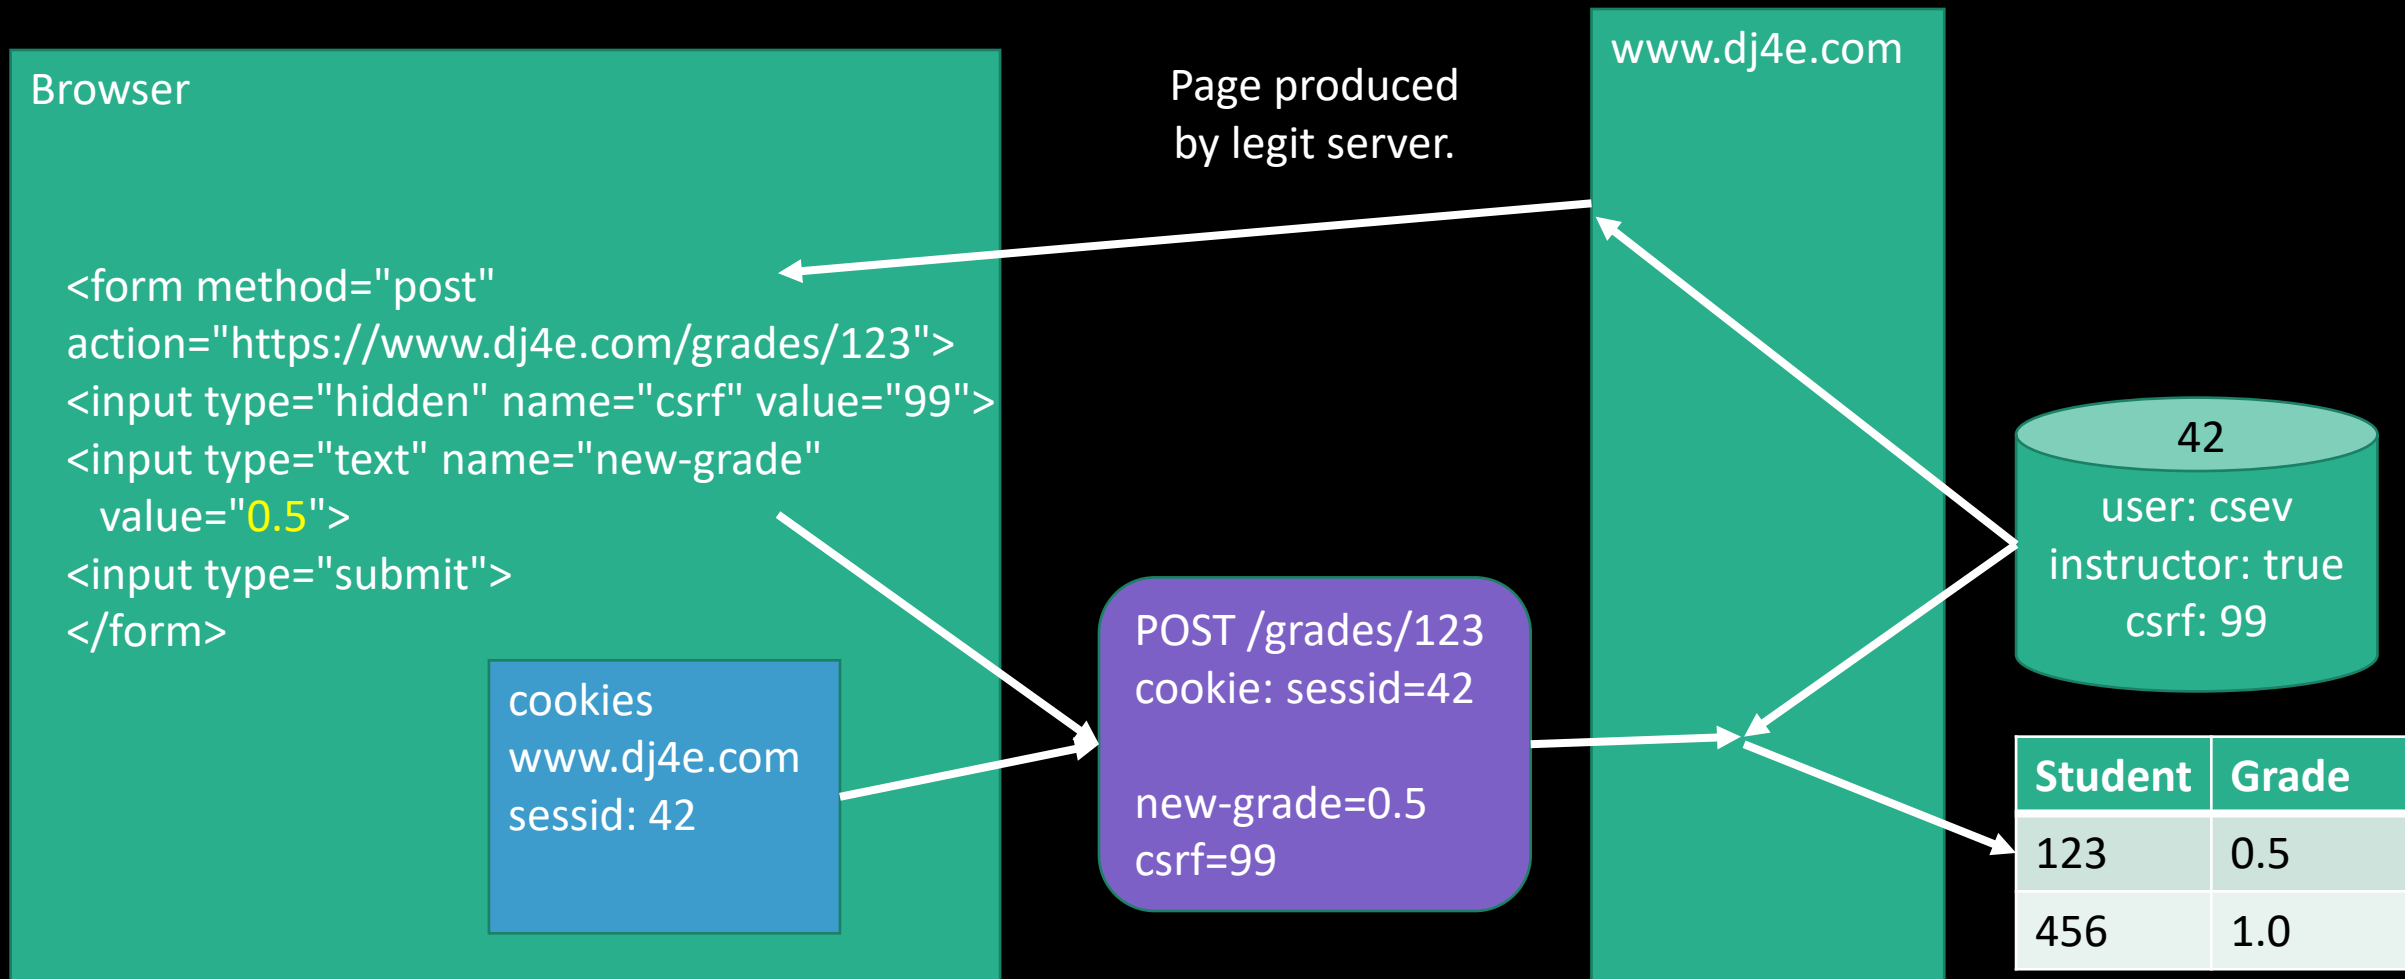 Browser
<form method="post"
action="https://www.dj4e.com/grades/123">
<input type="hidden" name="csrf" value="99">
<input type="text" name="new-grade"
value="0.5">
<input type="submit">
</form>
cookies
www.dj4e.com
sessid: 42
Page produced
by legit server.
POST /grades/123
cookie: sessid=42
new-grade=0.5
csrf=99
www.dj4e.com
42
user: csev
instructor: true
csrf: 99
Student Grade
123 0.5
456 1.0